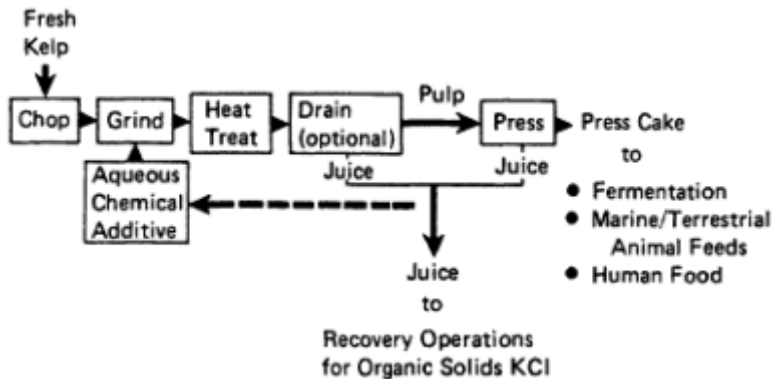 Fresh
Kelp
Chop
Grind
Heat
Treat
Drain
(optional)
Pulp
Press
Press Cake
to
Juice
Juice
Aqueous
Chemical
Additive
● Fermentation
● Marine/Terrestrial
Animal Feeds
● Human Food
Juice
to
Recovery Operations
for Organic Solids KCl